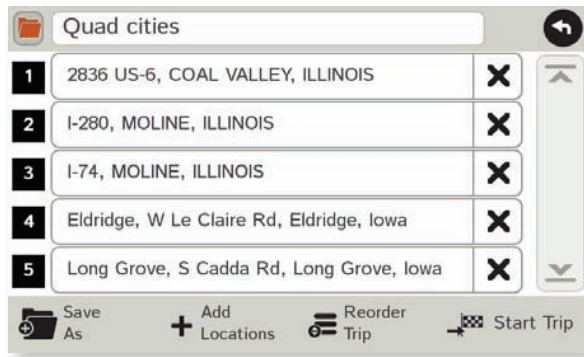 Quad cities
1 2836 US-6, COAL VALLEY, ILLINOIS
2 I-280, MOLINE, ILLINOIS
3 I-74, MOLINE, ILLINOIS
4 Eldridge, W Le Claire Rd, Eldridge, Iowa
5 Long Grove, S Cadda Rd, Long Grove, Iowa
Save Add Reorder Start Trip
As Locations Trip